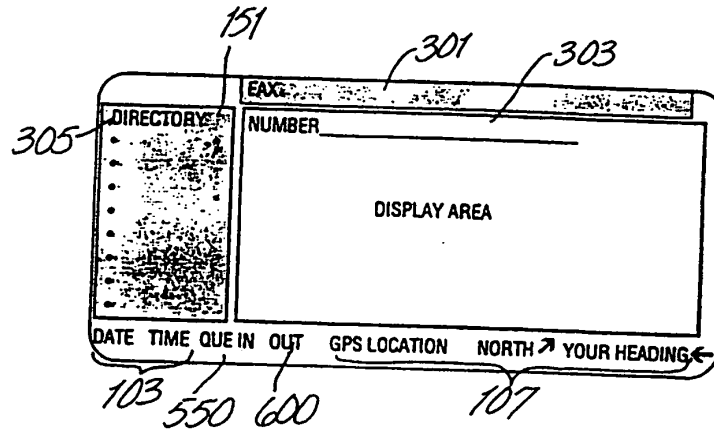 151
301
303
EAX
305
DIRECTORY
NUMBER
DISPLAY AREA
DATE TIME QUE IN OUT GPS LOCATION NORTH ↗ YOUR HEADING ←
103
550
600
107